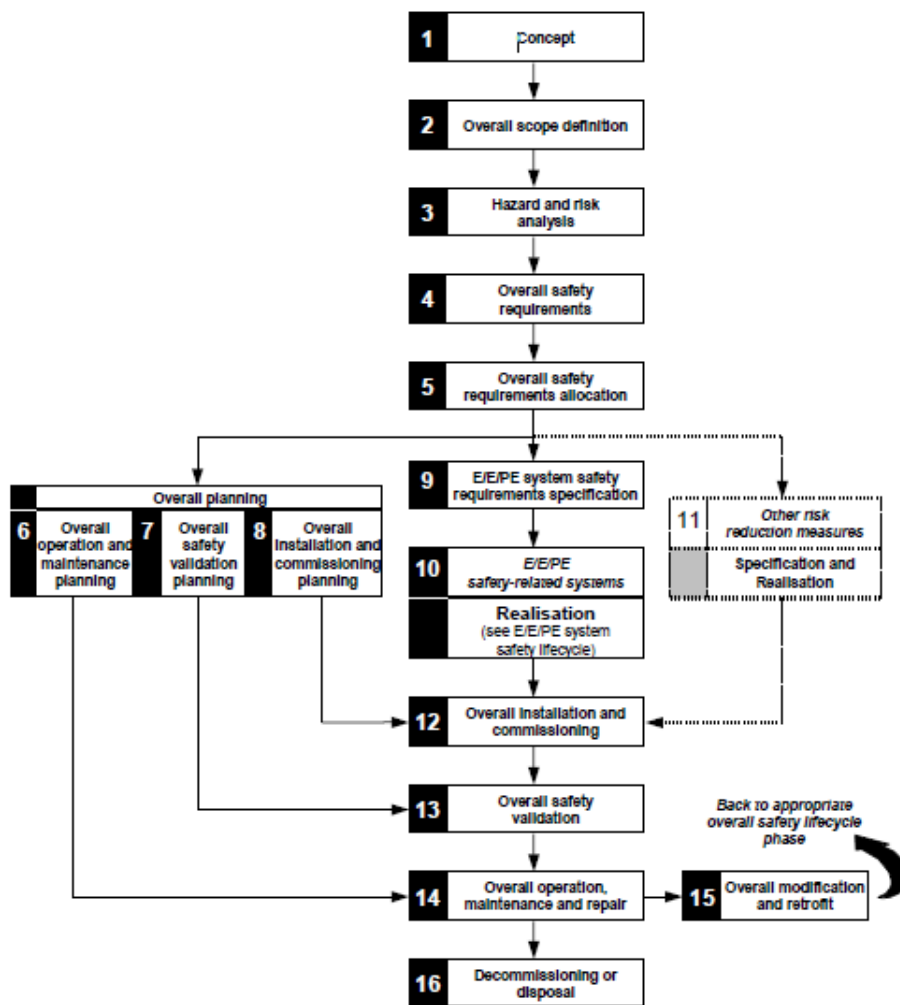 1
Concept
2
Overall scope definition
3
Hazard and risk
analysis
4
Overall safety
requirements
5
Overall safety
requirements allocation
Overall planning
6
Overall
operation and
maintenance
planning
7
Overall
safety
validation
planning
8
Overall
installation and
commissioning
planning
9
E/E/PE system safety
requirements specification
10
E/E/PE
safety-related systems
Realisation
(see E/E/PE system
safety lifecycle)
11
Other risk
reduction measures
Specification and
Realisation
12
Overall installation and
commissioning
13
Overall safety
validation
Back to appropriate
overall safety lifecycle
phase
14
Overall operation,
maintenance and repair
15
Overall modification
and retrofit
16
Decommissioning or
disposal